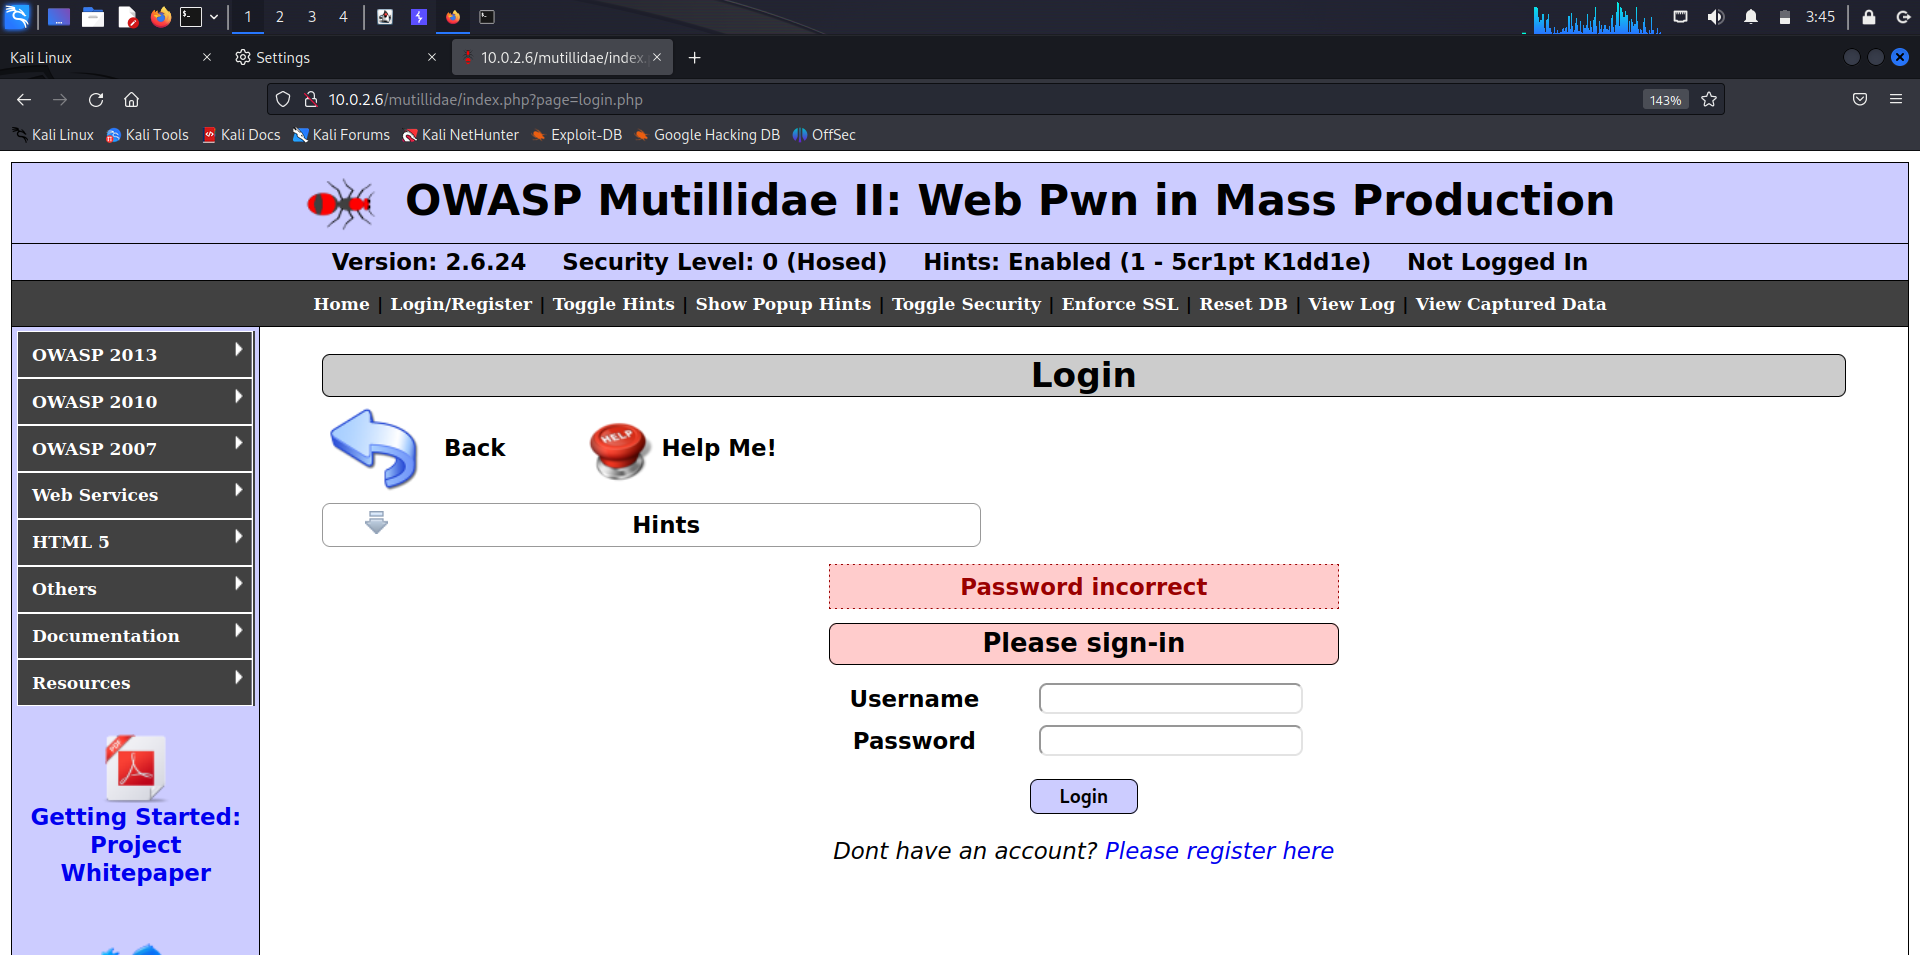 1 2 3 4 3:45
Kali Linux Settings 10.0.2.6/mutillidae/index.
10.0.2.6/mutillidae/index.php?page=login.php 143%
Kali Linux Kali Tools Kali Docs Kali Forums Kali NetHunter Exploit-DB Google Hacking DB OffSec
OWASP Mutillidae II: Web Pwn in Mass Production
Version: 2.6.24 Security Level: 0 (Hosed) Hints: Enabled (1 - 5cr1pt K1dd1e) Not Logged In
Home | Login/Register | Toggle Hints | Show Popup Hints | Toggle Security | Enforce SSL | Reset DB | View Log | View Captured Data
OWASP 2013
OWASP 2010
OWASP 2007
Web Services
HTML 5
Others
Documentation
Resources
PDF
Getting Started:
Project
Whitepaper
Login
Back HELP Help Me!
Hints
Password incorrect
Please sign-in
Username
Password
Login
Dont have an account? Please register here